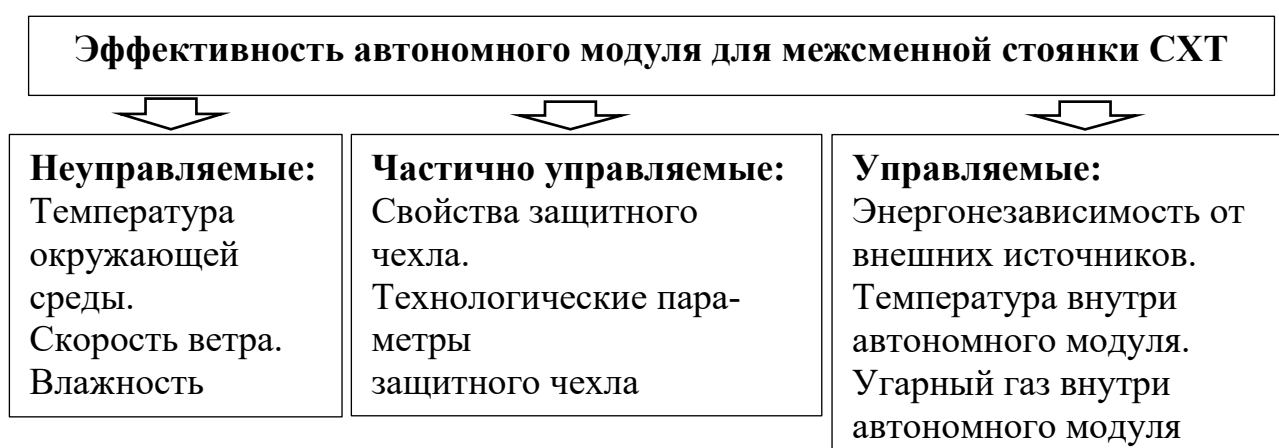 Эффективность автономного модуля для межсменной стоянки СХТ
Неуправляемые:
Температура
окружающей
среды.
Скорость ветра.
Влажность
Частично управляемые:
Свойства защитного
чехла.
Технологические пара-
метры
защитного чехла
Управляемые:
Энергонезависимость от
внешних источников.
Температура внутри
автономного модуля.
Угарный газ внутри
автономного модуля